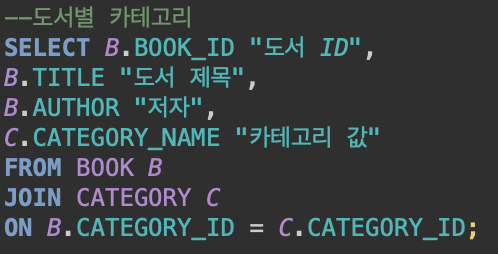 --도서별 카테고리
SELECT B.BOOK_ID "도서 ID",
B.TITLE "도서 제목",
B.AUTHOR "저자",
C.CATEGORY_NAME "카테고리 값"
FROM BOOK B
JOIN CATEGORY C
ON B.CATEGORY_ID = C.CATEGORY_ID;